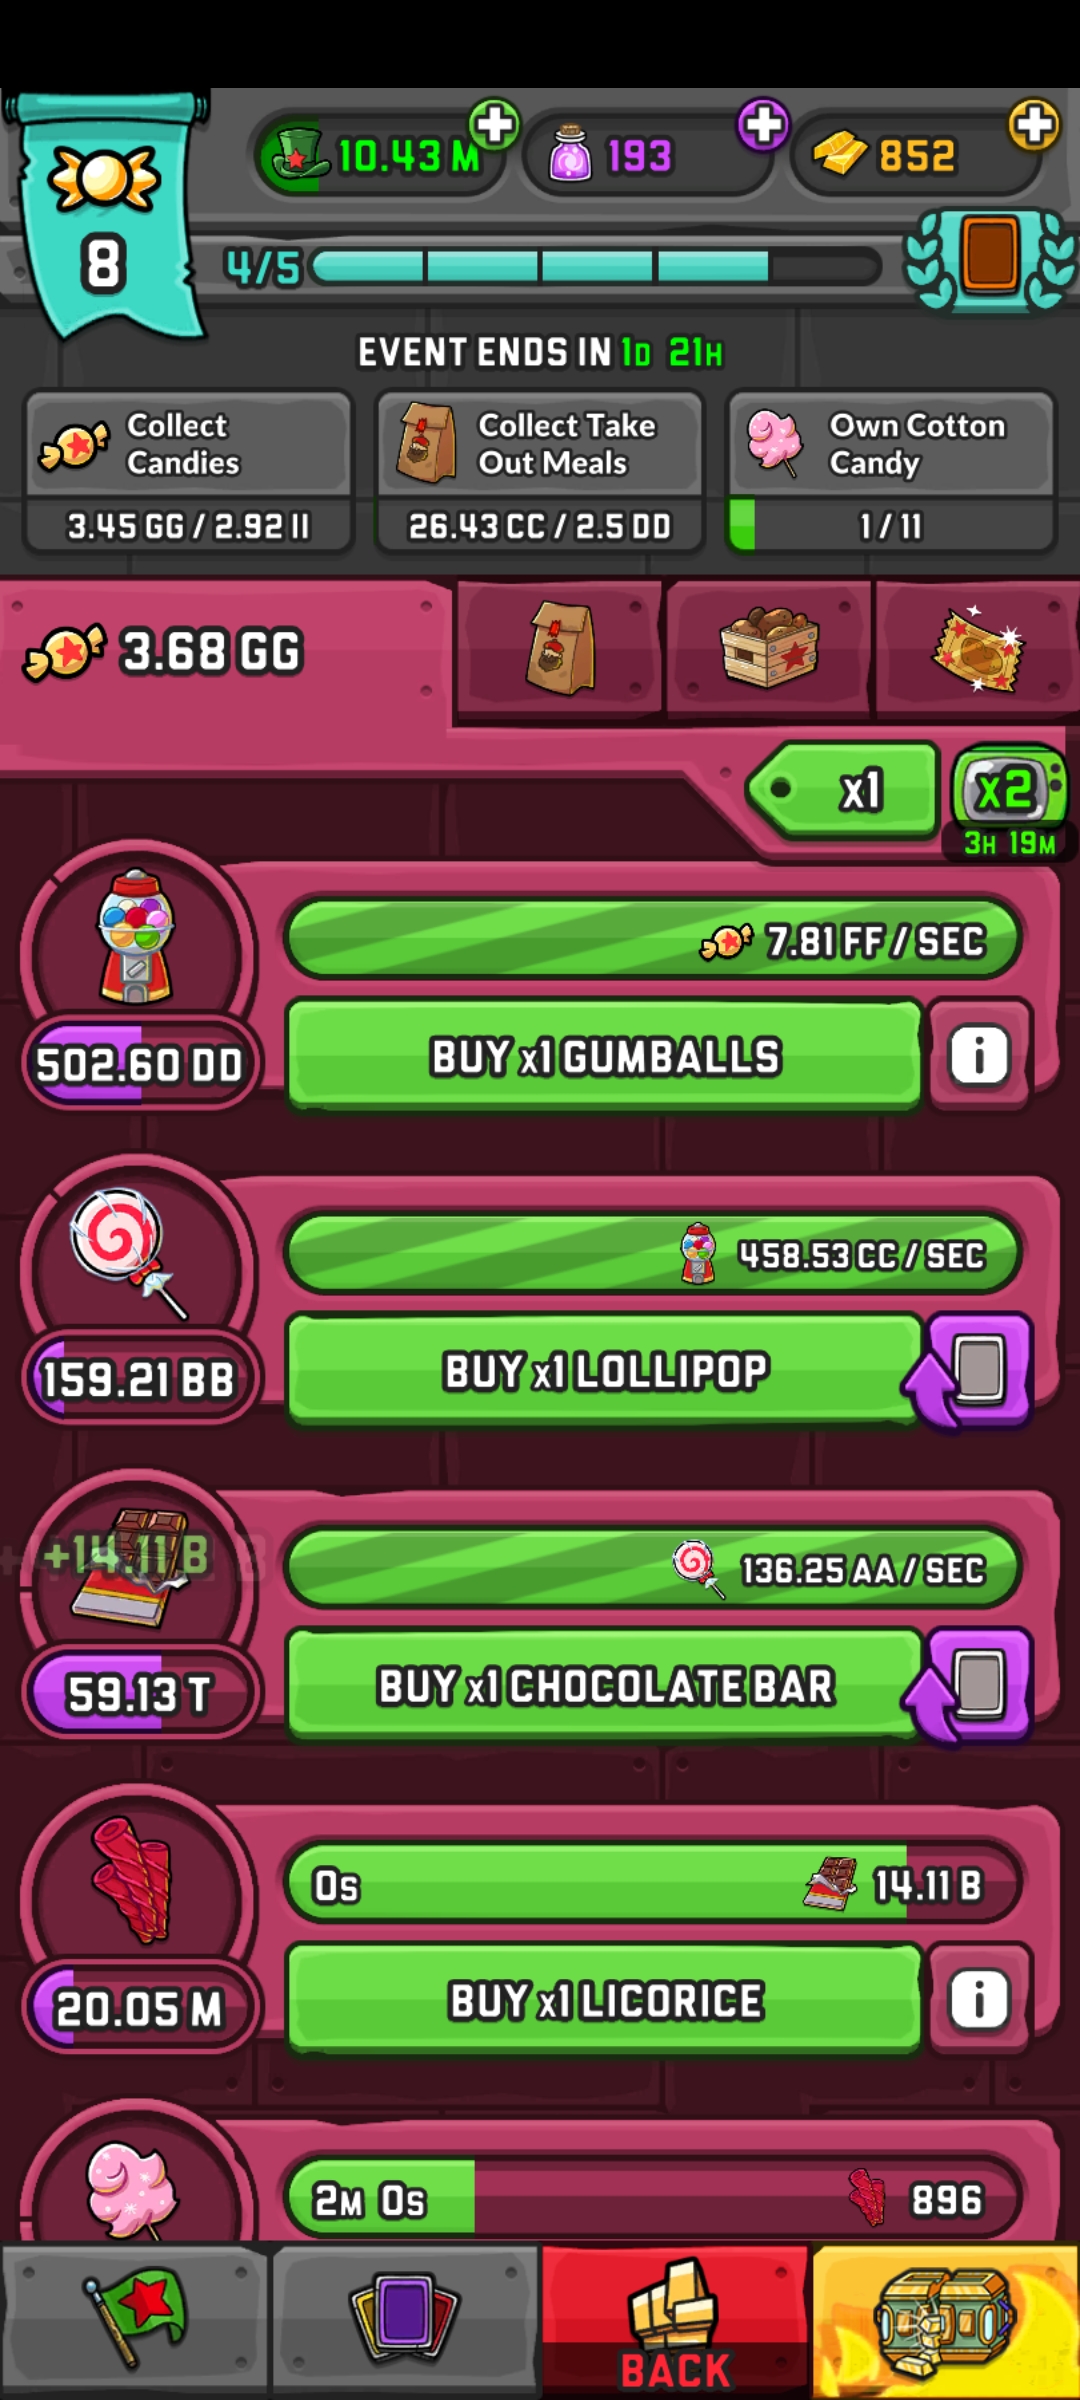 10.43 M
193
852
8
4/5
EVENT ENDS IN 1D 21H
Collect
Candies
3.45 GG / 2.92 II
Collect Take
Out Meals
26.43 CC / 2.5 DD
Own Cotton
Candy
1 / 11
3.68 GG
x1
x2
3H 19M
7.81 FF / SEC
502.60 DD
BUY x1 GUMBALLS
i
458.53 CC / SEC
159.21 BB
BUY x1 LOLLIPOP
+14.11 B
136.25 AA / SEC
59.13 T
BUY x1 CHOCOLATE BAR
0s
14.11 B
20.05 M
BUY x1 LICORICE
i
2M 0s
896
BACK